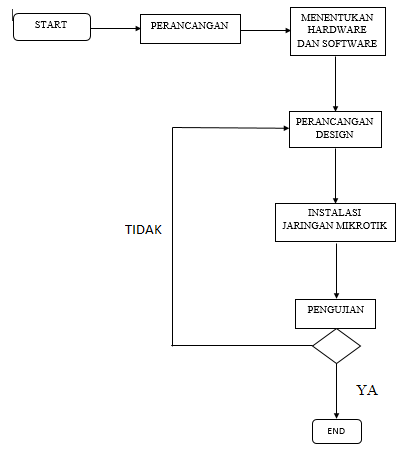 START
PERANCANGAN
MENENTUKAN
HARDWARE
DAN SOFTWARE
PERANCANGAN
DESIGN
INSTALASI
JARINGAN MIKROTIK
TIDAK
PENGUJIAN
YA
END